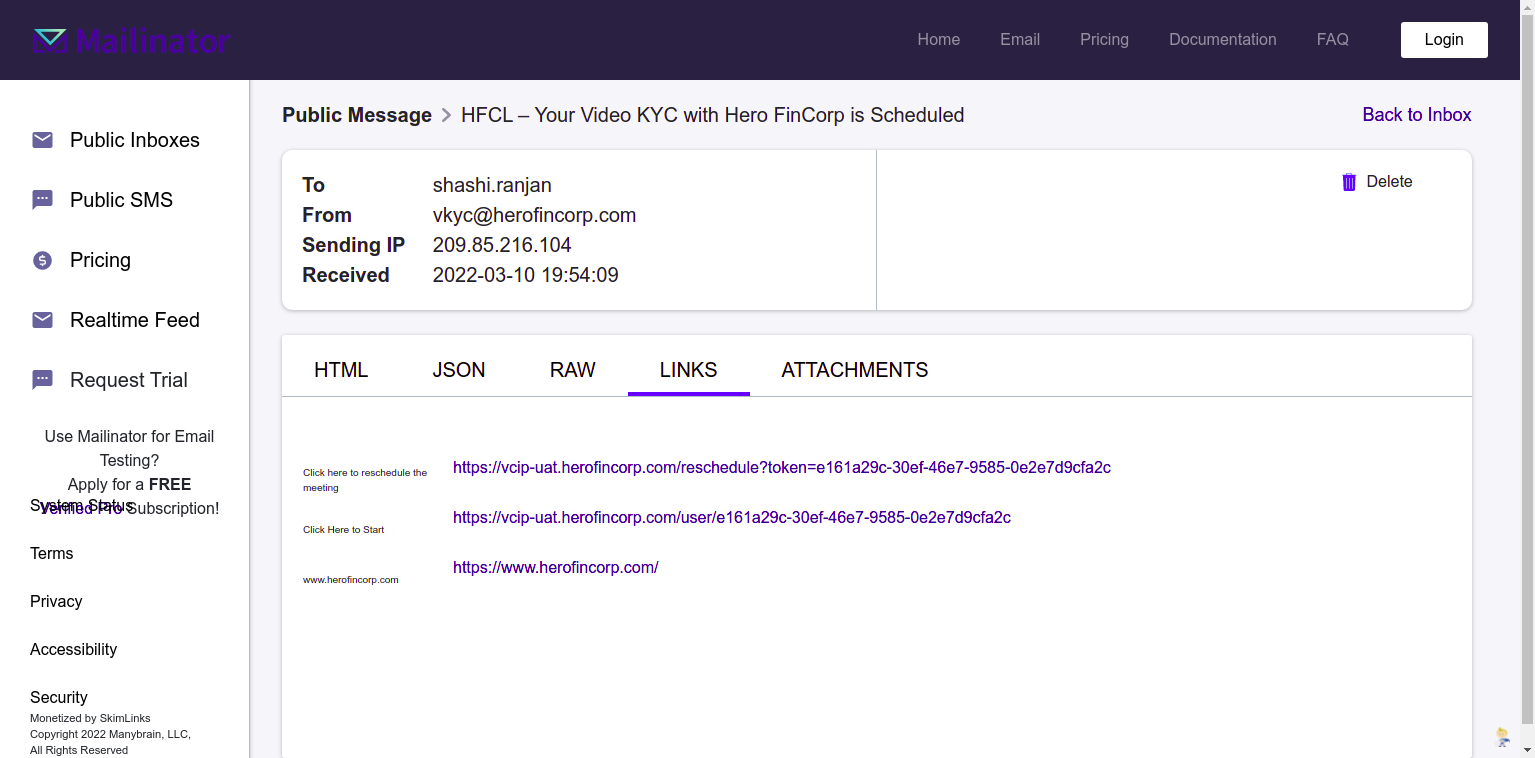 Mailinator
Home
Email
Pricing
Documentation
FAQ
Login
Public Inboxes
Public SMS
Pricing
Realtime Feed
Request Trial
Use Mailinator for Email
Testing?
Apply for a FREE
Verified Pro Subscription!
System Status
Terms
Privacy
Accessibility
Security
Monetized by SkimLinks
Copyright 2022 Manybrain, LLC,
All Rights Reserved
Public Message
HFCL – Your Video KYC with Hero FinCorp is Scheduled
Back to Inbox
To shashi.ranjan
From vkyc@herofincorp.com
Sending IP 209.85.216.104
Received 2022-03-10 19:54:09
Delete
HTML
JSON
RAW
LINKS
ATTACHMENTS
Click here to reschedule the
meeting
https://vcip-uat.herofincorp.com/reschedule?token=e161a29c-30ef-46e7-9585-0e2e7d9cfa2c
Click Here to Start
https://vcip-uat.herofincorp.com/user/e161a29c-30ef-46e7-9585-0e2e7d9cfa2c
www.herofincorp.com
https://www.herofincorp.com/